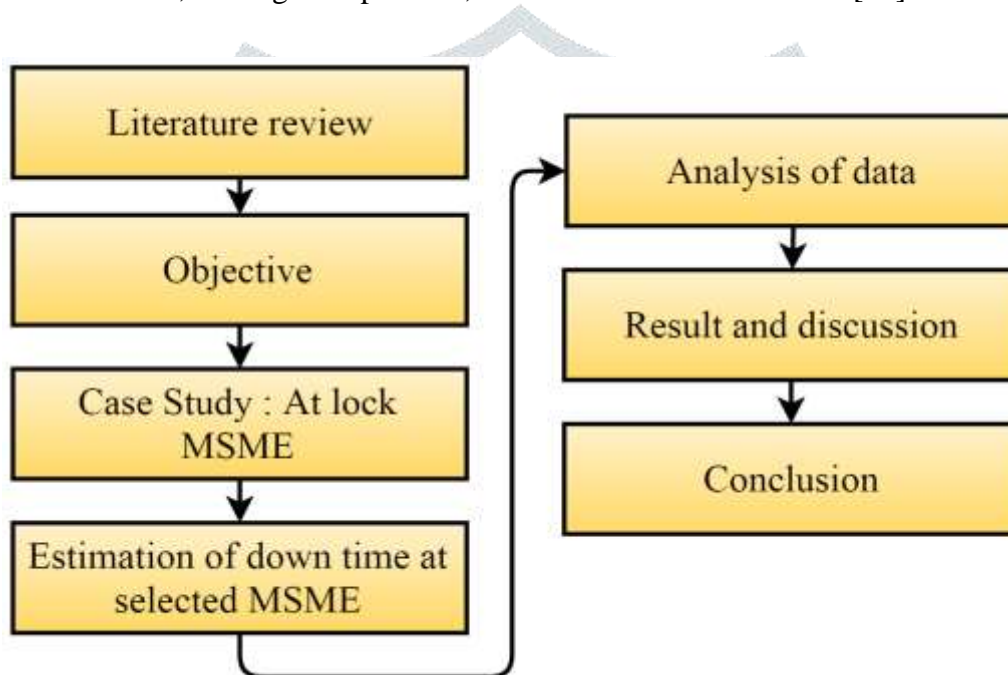 Literature review
Objective
Case Study : At lock
MSME
Estimation of down time at
selected MSME
Analysis of data
Result and discussion
Conclusion